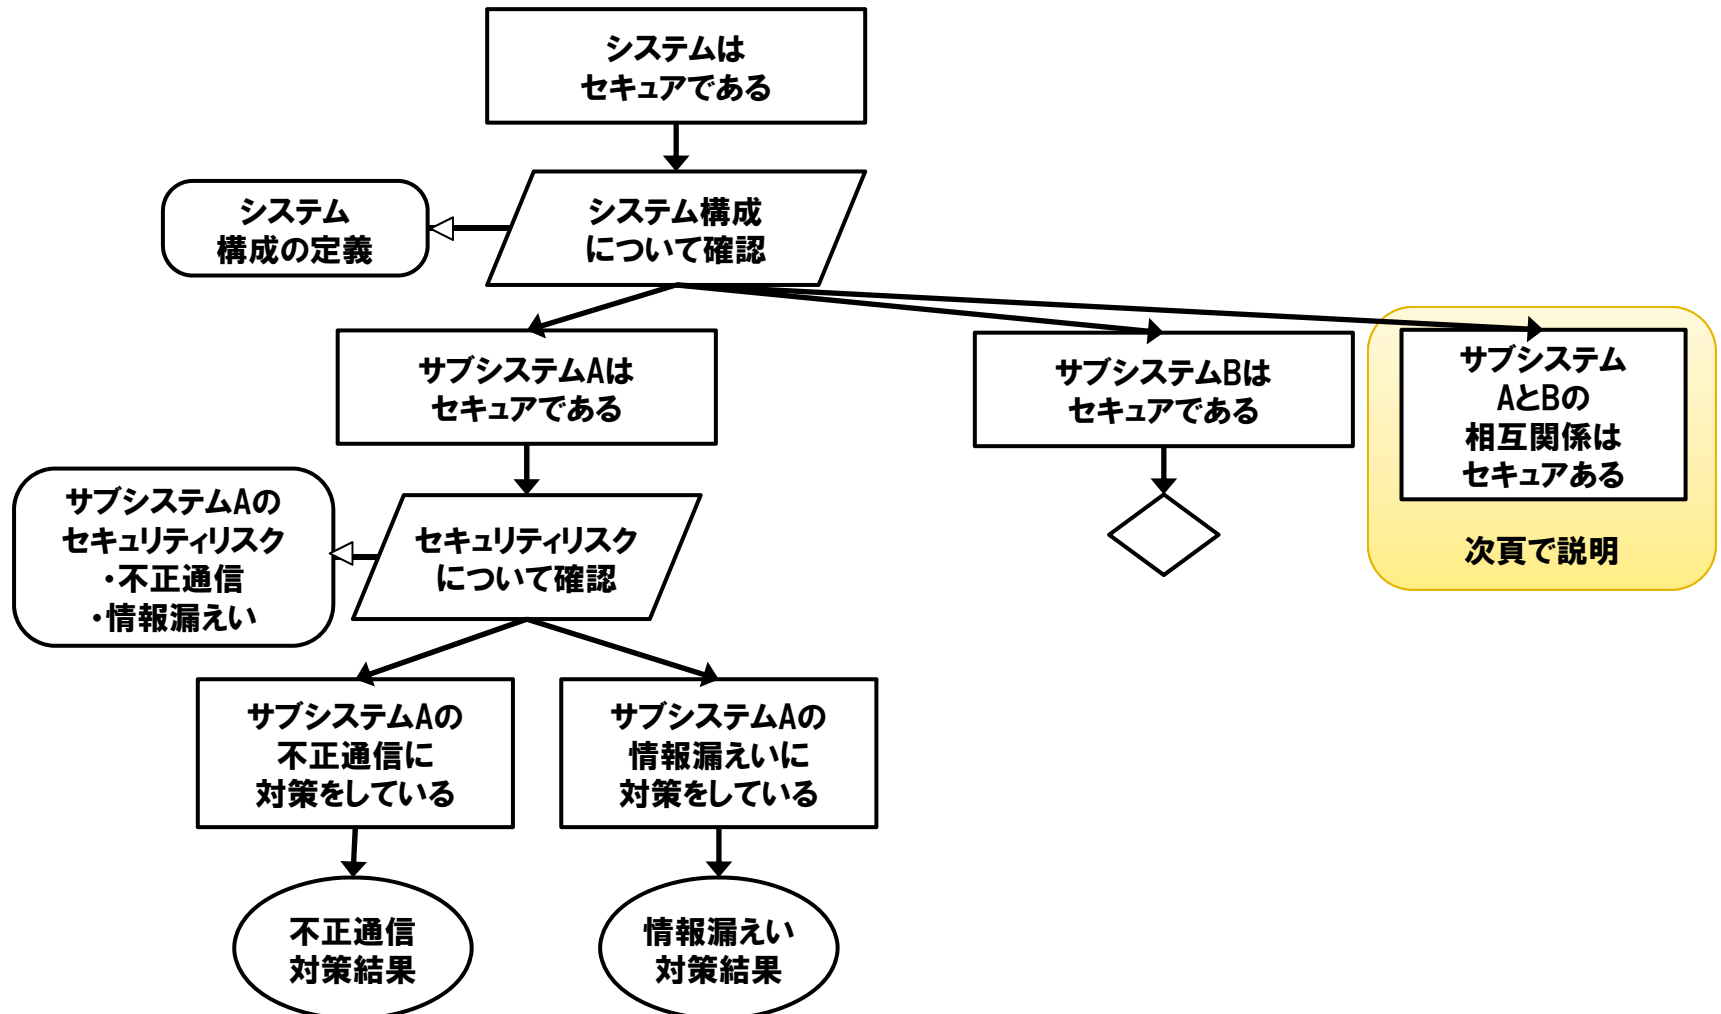 システムは
セキュアである
システム
構成の定義
システム構成
について確認
サブシステムAは
セキュアである
サブシステムBは
セキュアである
サブシステム
AとBの
相互関係は
セキュアある
次頁で説明
サブシステムAの
セキュリティリスク
・不正通信
・情報漏えい
セキュリティリスク
について確認
サブシステムAの
不正通信に
対策をしている
サブシステムAの
情報漏えいに
対策をしている
不正通信
対策結果
情報漏えい
対策結果